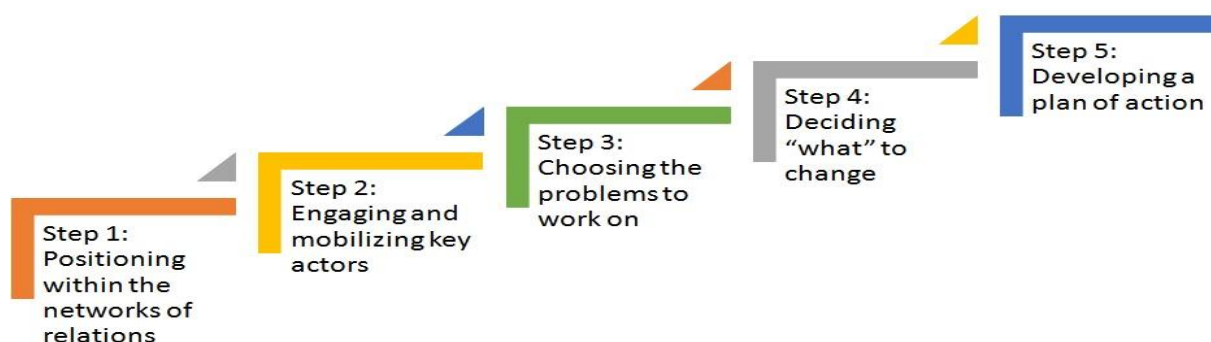 Step 1:
Positioning
within the
networks of
relations
Step 2:
Engaging and
mobilizing key
actors
Step 3:
Choosing the
problems to
work on
Step 4:
Deciding
“what” to
change
Step 5:
Developing a
plan of action